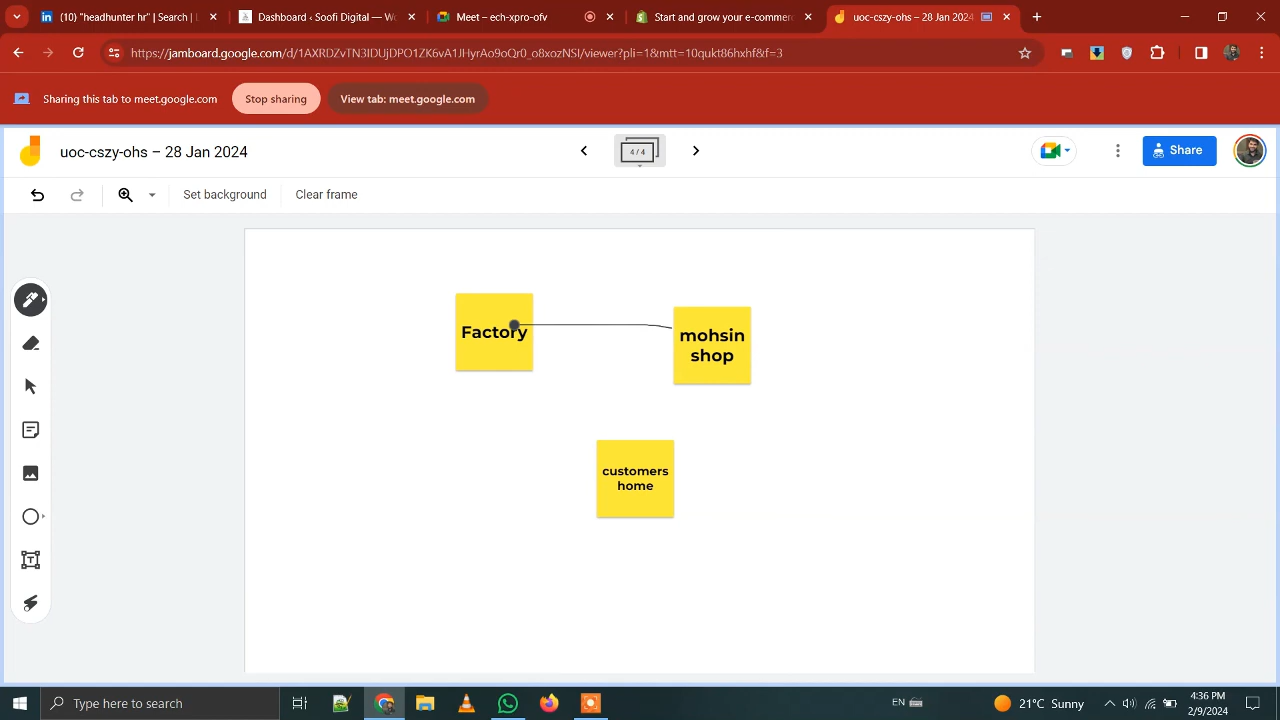 (1) "headhunter hr" | Search | L
Dashboard ‹ Soofi Digital — Wo
Meet – ech-xpro-ofv
Start and grow your e-commerc
uoc-cszy-ohs – 28 Jan 2024
https://jamboard.google.com/d/1AXRDZvTN3IDUjDPO1ZK6vA1JHyrAo9oQr0_o8xozNSI/viewer?pli=1&mtt=10qukt86hxhf&f=3
Sharing this tab to meet.google.com
Stop sharing
View tab: meet.google.com
uoc-cszy-ohs – 28 Jan 2024
4 / 4
Share
Set background
Clear frame
Factory
mohsin
shop
customers
home
Type here to search
EN
21°C Sunny
4:36 PM
2/9/2024